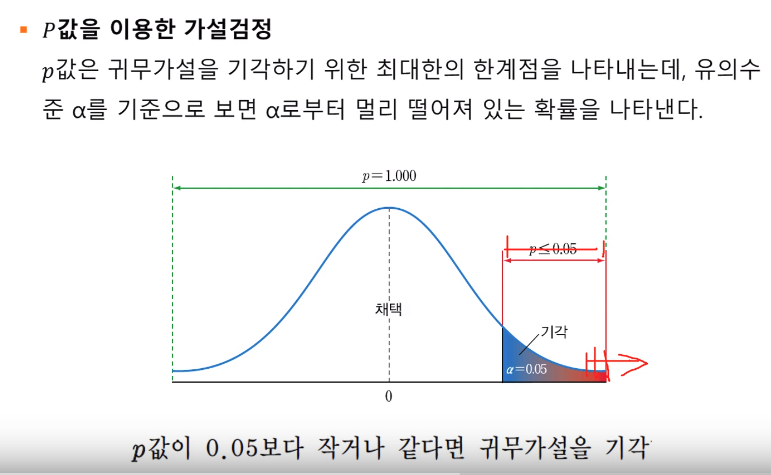 P값을 이용한 가설검정
p값은 귀무가설을 기각하기 위한 최대한의 한계점을 나타내는데, 유의수
준 α를 기준으로 보면 α로부터 멀리 떨어져 있는 확률을 나타낸다.
p=1.000
p≤0.05
채택
기각
α=0.05
0
p값이 0.05보다 작거나 같다면 귀무가설을 기각